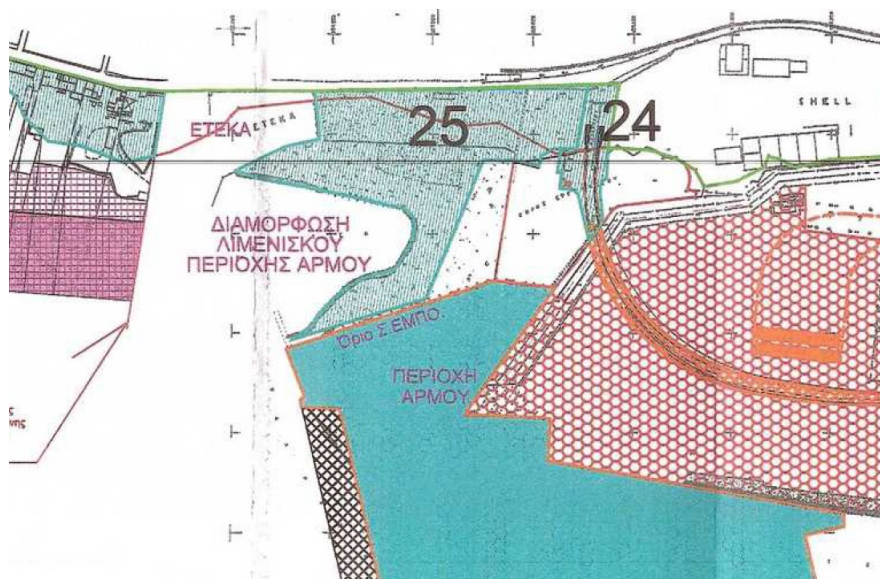 SHELL
25
24
ΕΤΕΚΑ
ΕΤΕΚΑ
ΔΙΑΜΟΡΦΩΣΗ
ΛΙΜΕΝΙΣΚΟΥ
ΠΕΡΙΟΧΗΣ ΑΡΜΟΥ
Όριο Σ ΕΜΠΟ.
ΠΕΡΙΟΧΗ
ΑΡΜΟΥ